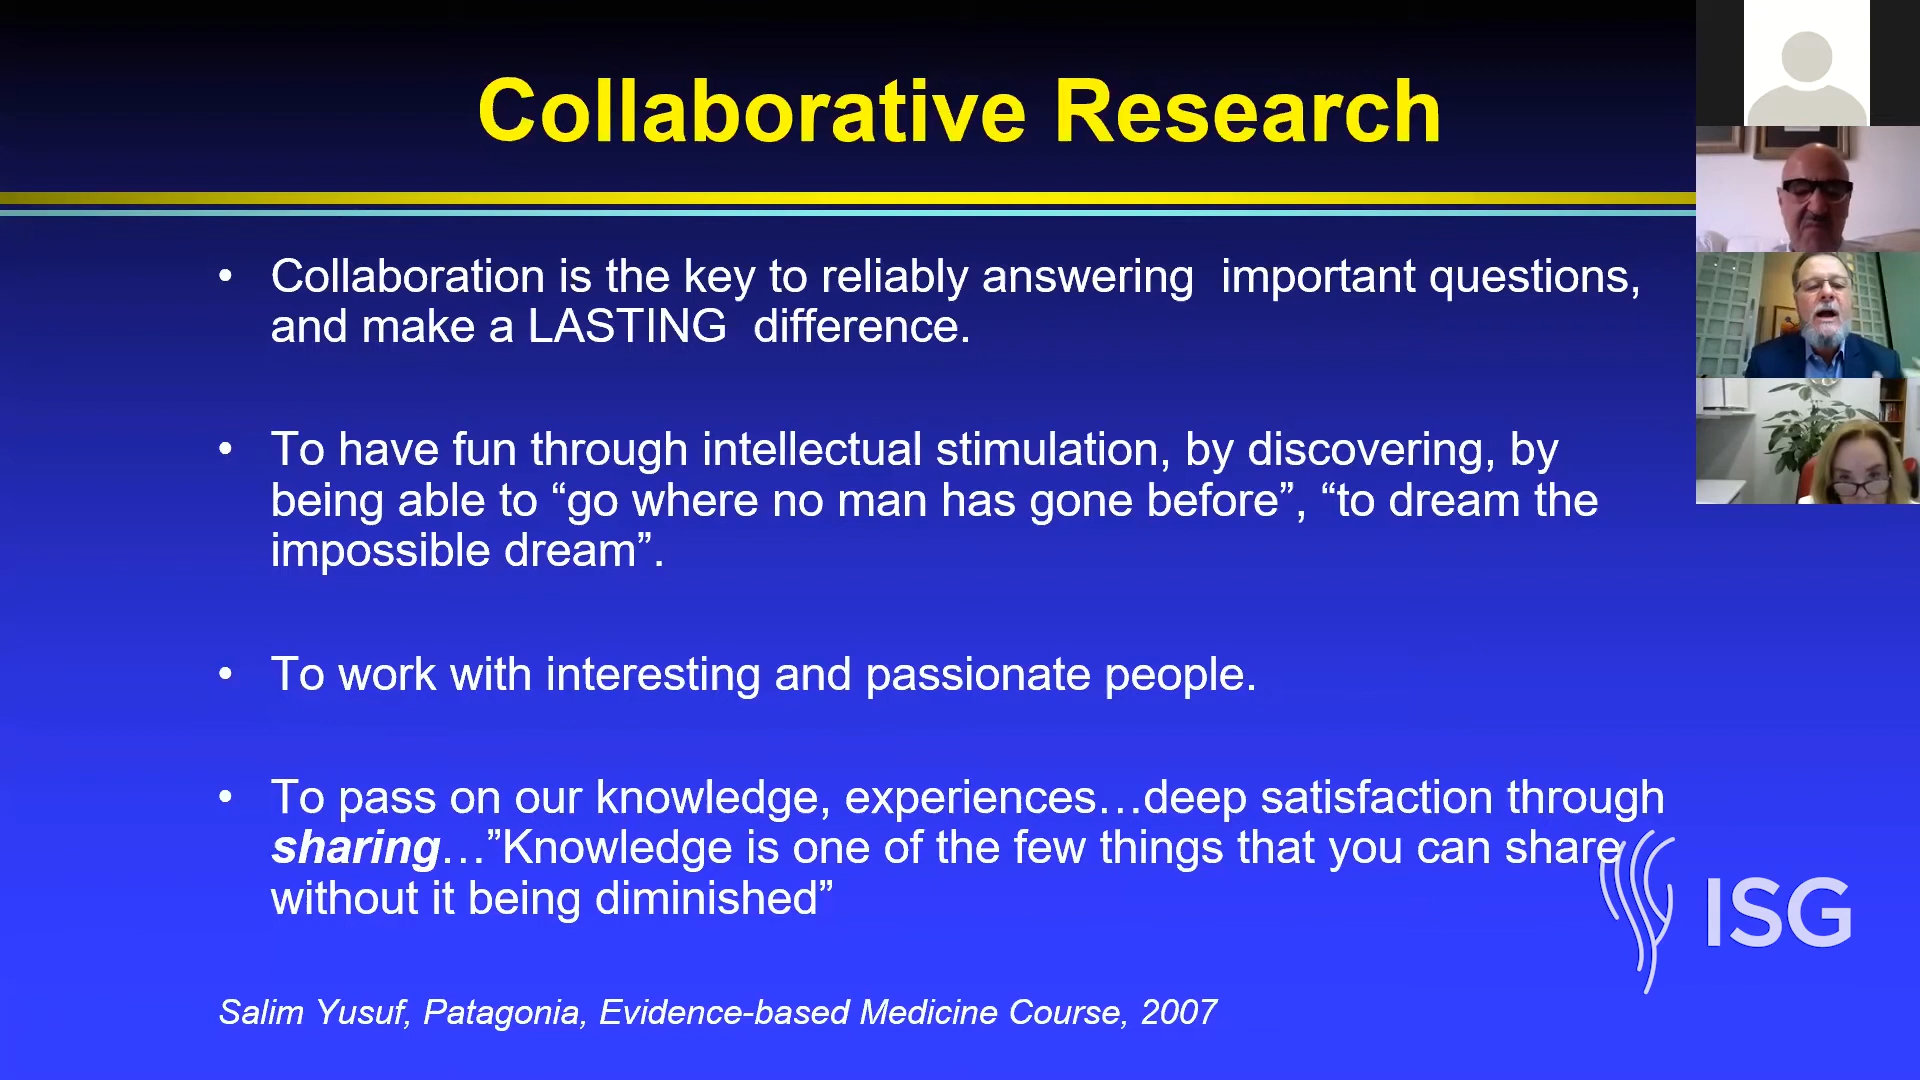 Collaborative Research
• Collaboration is the key to reliably answering  important questions,
and make a LASTING  difference.
• To have fun through intellectual stimulation, by discovering, by
being able to “go where no man has gone before”, “to dream the
impossible dream”.
• To work with interesting and passionate people.
• To pass on our knowledge, experiences…deep satisfaction through
sharing…”Knowledge is one of the few things that you can share
without it being diminished”
ISG
Salim Yusuf, Patagonia, Evidence-based Medicine Course, 2007